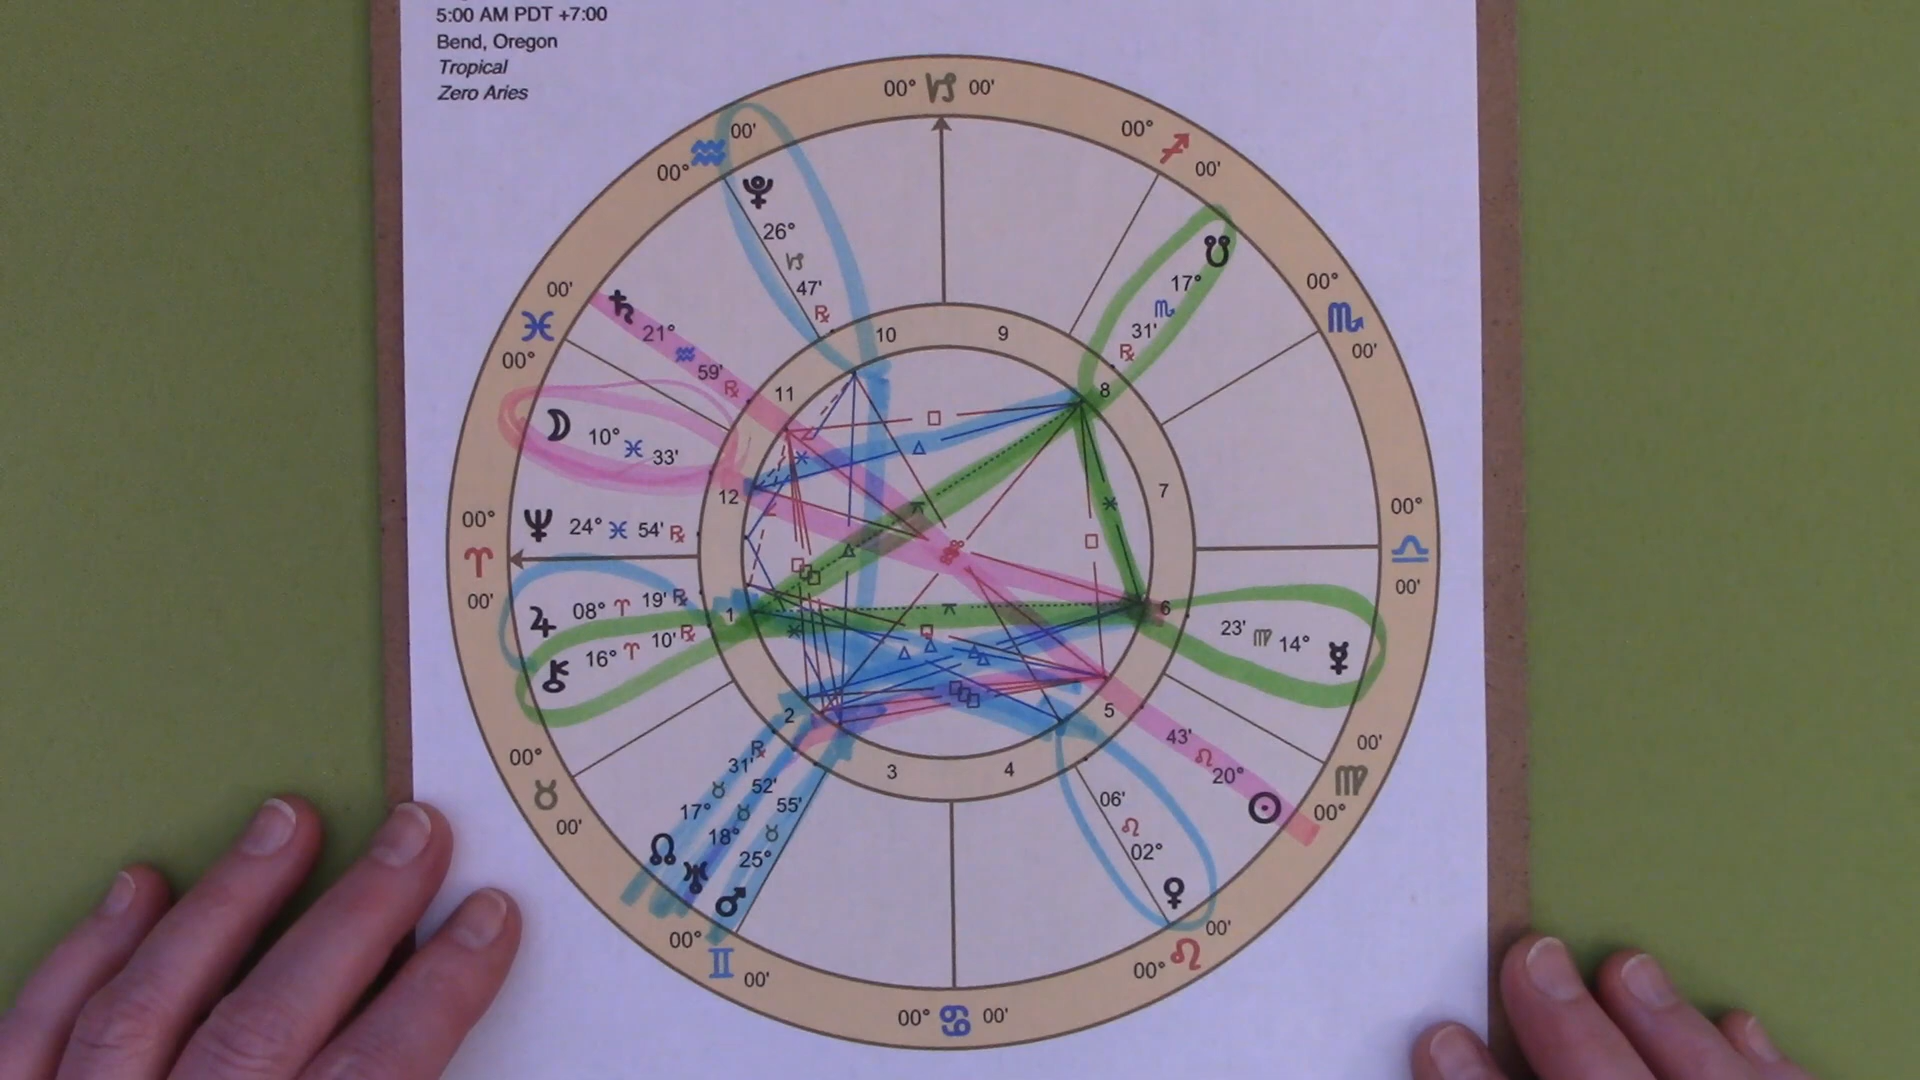 5:00 AM PDT +7:00
Bend, Oregon
Tropical
Zero Aries
00° ♑ 00'
00° ♐ 00'
00° ♏ 00'
00° ♎ 00'
00° ♍ 00'
00° ♌ 00'
00° ♋ 00'
00° ♊ 00'
00° ♉ 00'
00° ♈ 00'
00° ♓ 00'
00° ♒ 00'
♇ 26° ♑ 47' ℞
☋ 17° ♏ 31' ℞
♄ 21° ♒ 59' ℞
☽ 10° ♓ 33'
♆ 24° ♓ 54' ℞
♃ 08° ♈ 19' ℞
⚷ 16° ♈ 10' ℞
☊ 17° ♉ 31' ℞
♅ 18° ♉ 52'
♂ 25° ♉ 55'
♀ 02° ♌ 06'
☉ 20° ♌ 43'
23' ♍ 14° ☿
1
2
3
4
5
6
7
8
9
10
11
12